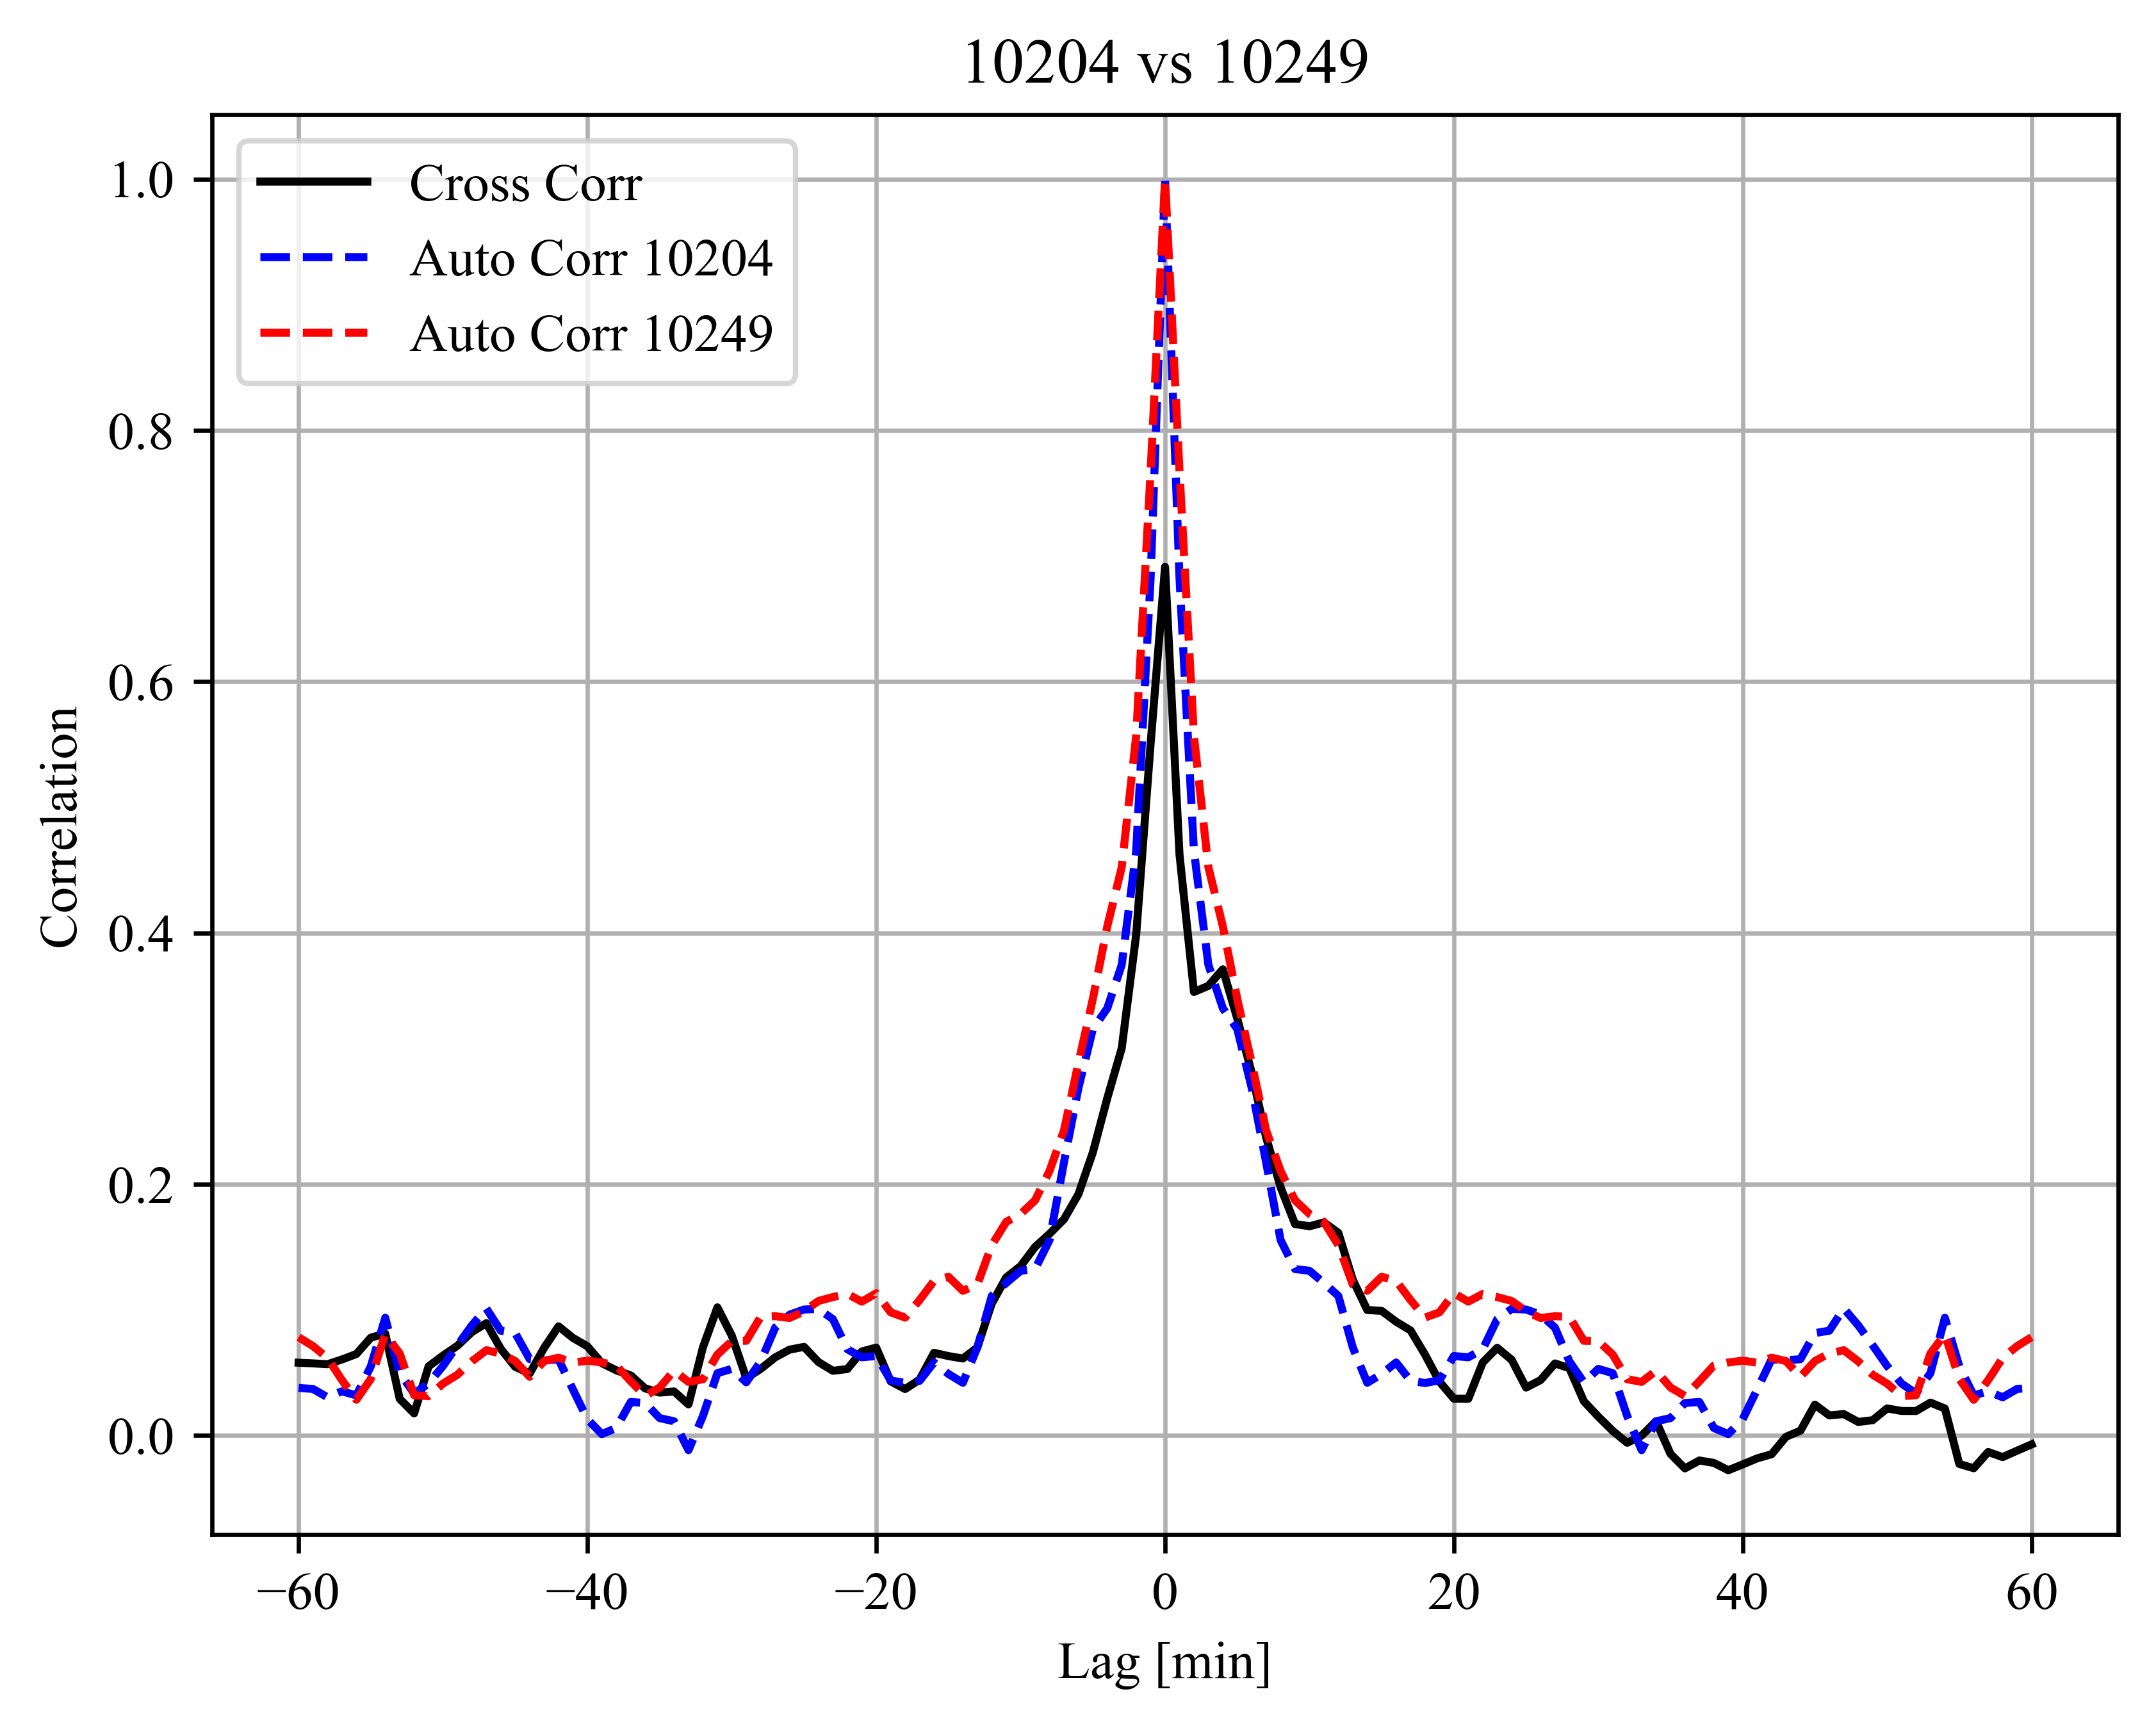 10204 vs 10249
Cross Corr
Auto Corr 10204
Auto Corr 10249
1.0
0.8
0.6
0.4
0.2
0.0
Correlation
−60 −40 −20 0 20 40 60
Lag [min]